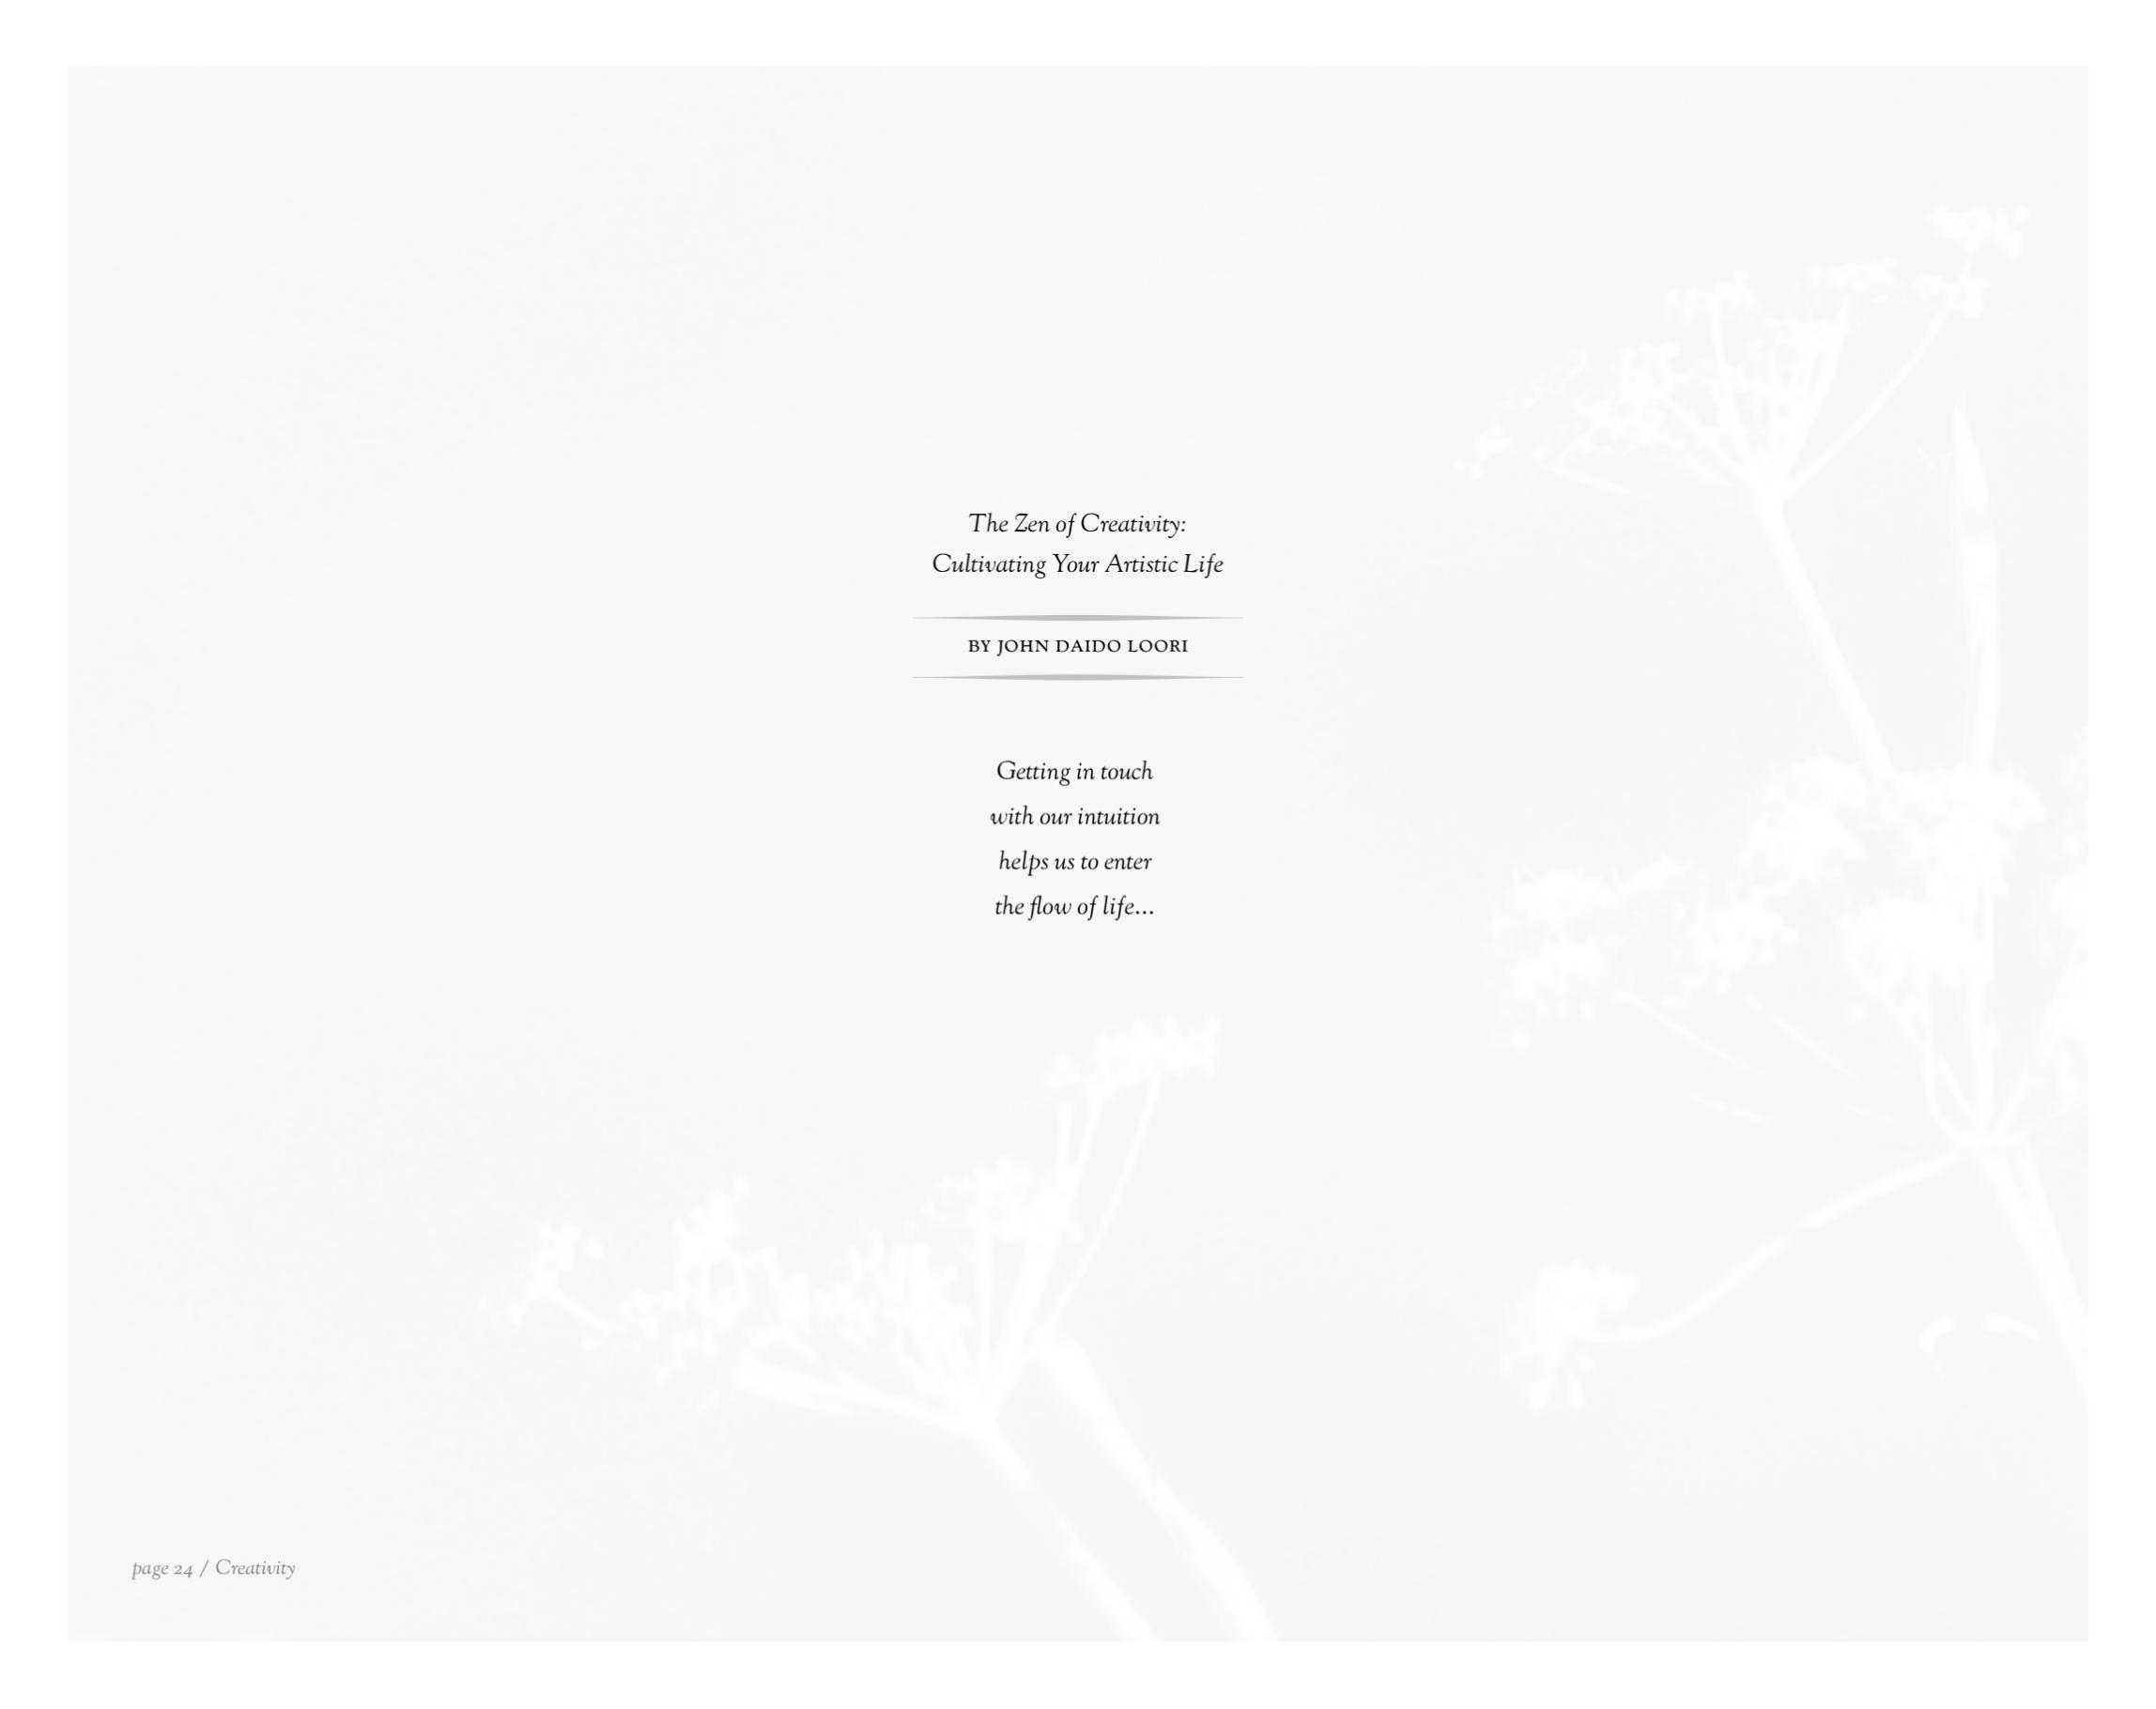 The Zen of Creativity:
Cultivating Your Artistic Life
BY JOHN DAIDO LOORI
Getting in touch
with our intuition
helps us to enter
the flow of life...
page 24 / Creativity